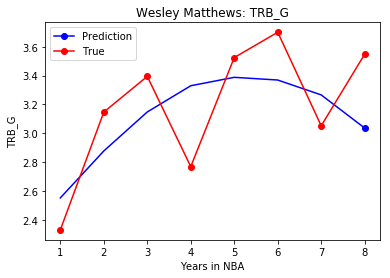 Wesley Matthews: TRB_G
Prediction
True
TRB_G
3.6
3.4
3.2
3.0
2.8
2.6
2.4
1 2 3 4 5 6 7 8
Years in NBA